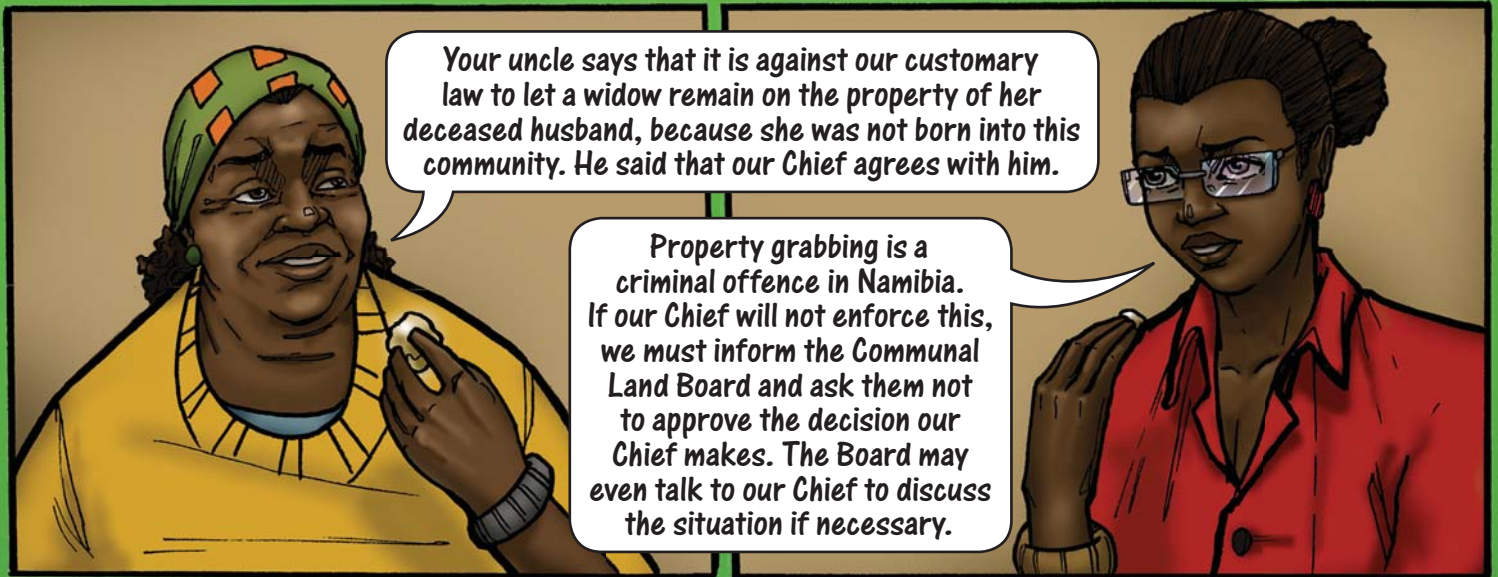 Your uncle says that it is against our customary
law to let a widow remain on the property of her
deceased husband, because she was not born into this
community. He said that our Chief agrees with him.
Property grabbing is a
criminal offence in Namibia.
If our Chief will not enforce this,
we must inform the Communal
Land Board and ask them not
to approve the decision our
Chief makes. The Board may
even talk to our Chief to discuss
the situation if necessary.